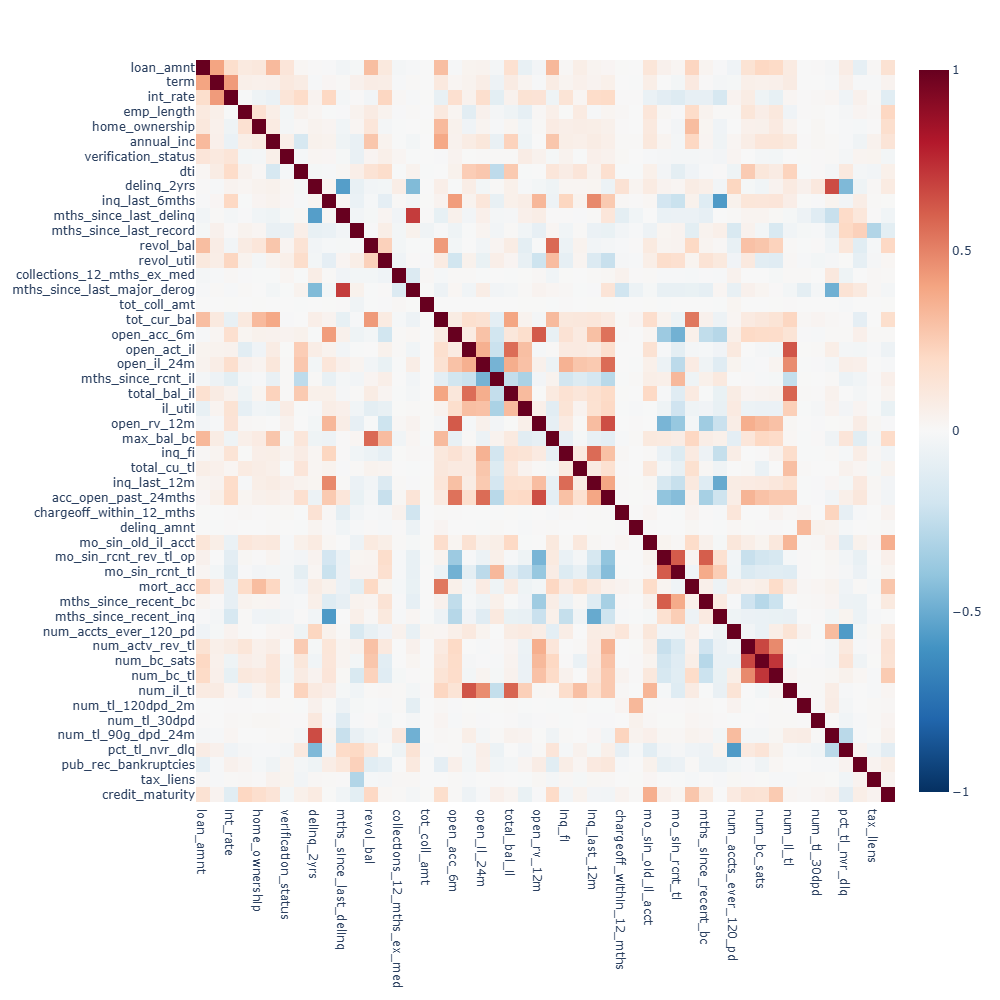 loan_amnt
term
int_rate
emp_length
home_ownership
annual_inc
verification_status
dti
delinq_2yrs
inq_last_6mths
mths_since_last_delinq
mths_since_last_record
revol_bal
revol_util
collections_12_mths_ex_med
mths_since_last_major_derog
tot_coll_amt
tot_cur_bal
open_acc_6m
open_act_il
open_il_24m
mths_since_rcnt_il
total_bal_il
il_util
open_rv_12m
max_bal_bc
inq_fi
total_cu_tl
inq_last_12m
acc_open_past_24mths
chargeoff_within_12_mths
delinq_amnt
mo_sin_old_il_acct
mo_sin_rcnt_rev_tl_op
mo_sin_rcnt_tl
mort_acc
mths_since_recent_bc
mths_since_recent_inq
num_accts_ever_120_pd
num_actv_rev_tl
num_bc_sats
num_bc_tl
num_il_tl
num_tl_120dpd_2m
num_tl_30dpd
num_tl_90g_dpd_24m
pct_tl_nvr_dlq
pub_rec_bankruptcies
tax_liens
credit_maturity
loan_amnt
int_rate
home_ownership
verification_status
delinq_2yrs
mths_since_last_delinq
revol_bal
collections_12_mths_ex_med
tot_coll_amt
open_acc_6m
open_il_24m
total_bal_il
open_rv_12m
inq_fi
inq_last_12m
chargeoff_within_12_mths
mo_sin_old_il_acct
mo_sin_rcnt_tl
mths_since_recent_bc
num_accts_ever_120_pd
num_bc_sats
num_il_tl
num_tl_30dpd
pct_tl_nvr_dlq
tax_liens
1
0.5
0
−0.5
−1